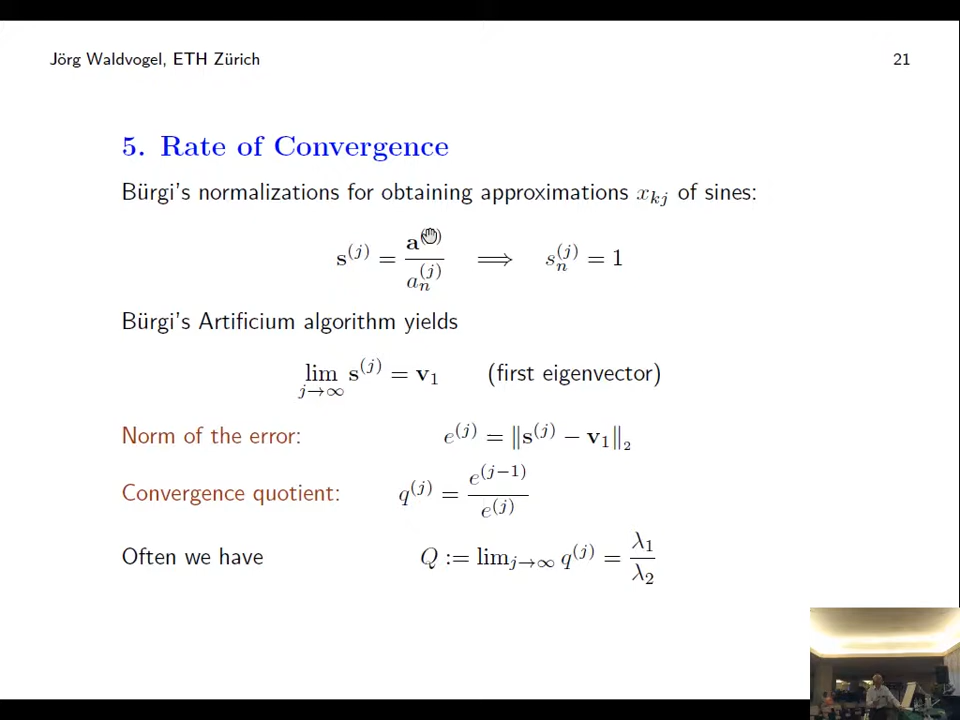 Jörg Waldvogel, ETH Zürich 21
5. Rate of Convergence
Bürgi's normalizations for obtaining approximations x_{kj} of sines:
s^{(j)} = a / a_n^{(j)} ⟹ s_n^{(j)} = 1
Bürgi's Artificium algorithm yields
lim_{j→∞} s^{(j)} = v_1 (first eigenvector)
Norm of the error: e^{(j)} = ‖s^{(j)} − v_1‖_2
Convergence quotient: q^{(j)} = e^{(j−1)} / e^{(j)}
Often we have Q := lim_{j→∞} q^{(j)} = λ_1 / λ_2